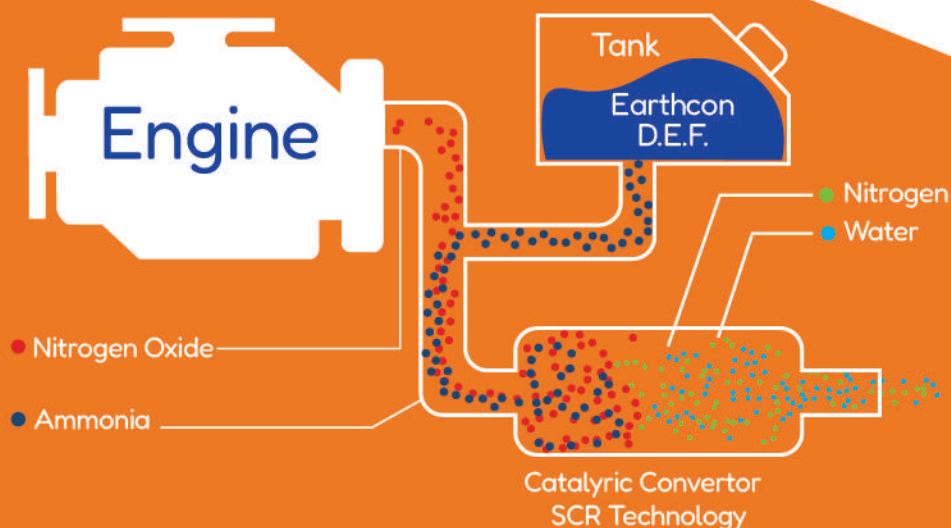 Tank
Earthcon
D.E.F.
Engine
Nitrogen
Water
Nitrogen Oxide
Ammonia
Catalyric Convertor
SCR Technology